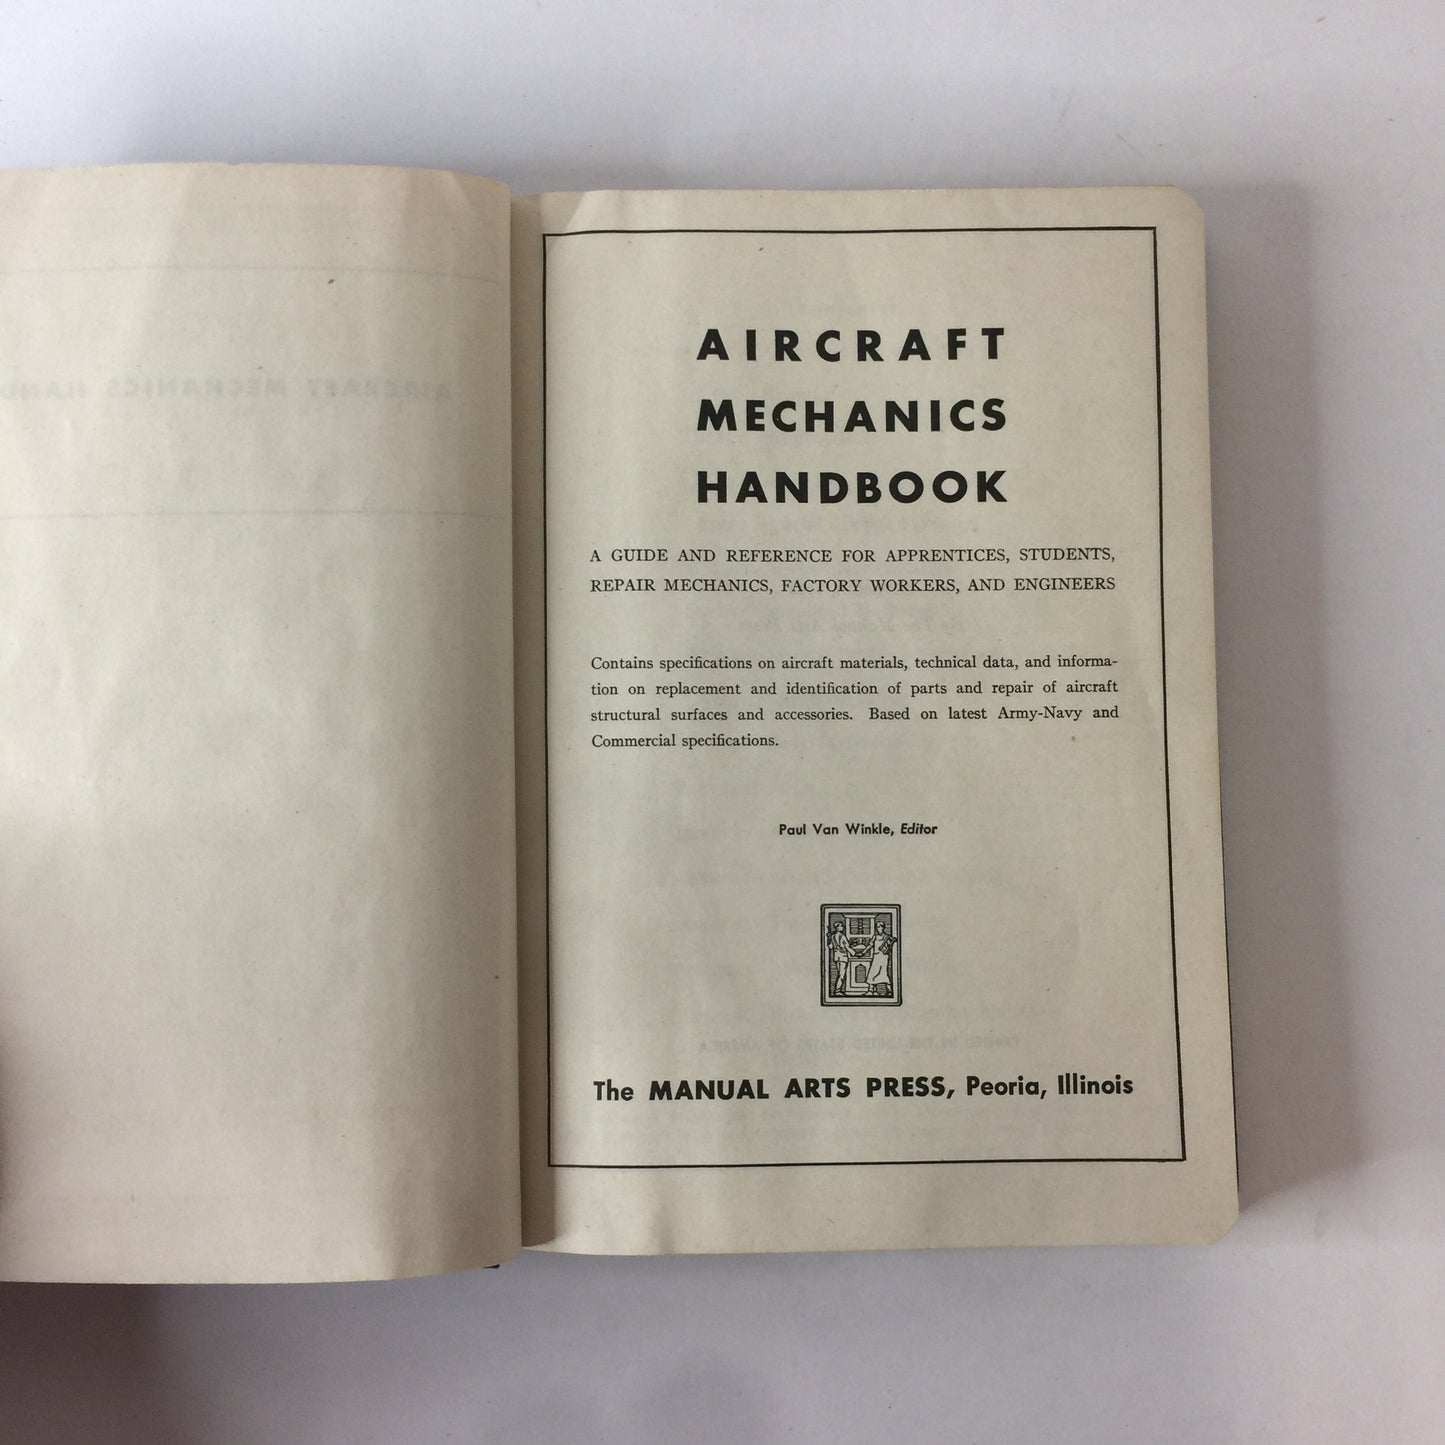 AIRCRAFT
MECHANICS
HANDBOOK
A GUIDE AND REFERENCE FOR APPRENTICES, STUDENTS,
REPAIR MECHANICS, FACTORY WORKERS, AND ENGINEERS
Contains specifications on aircraft materials, technical data, and informa-
tion on replacement and identification of parts and repair of aircraft
structural surfaces and accessories. Based on latest Army-Navy and
Commercial specifications.
Paul Van Winkle, Editor
The MANUAL ARTS PRESS, Peoria, Illinois